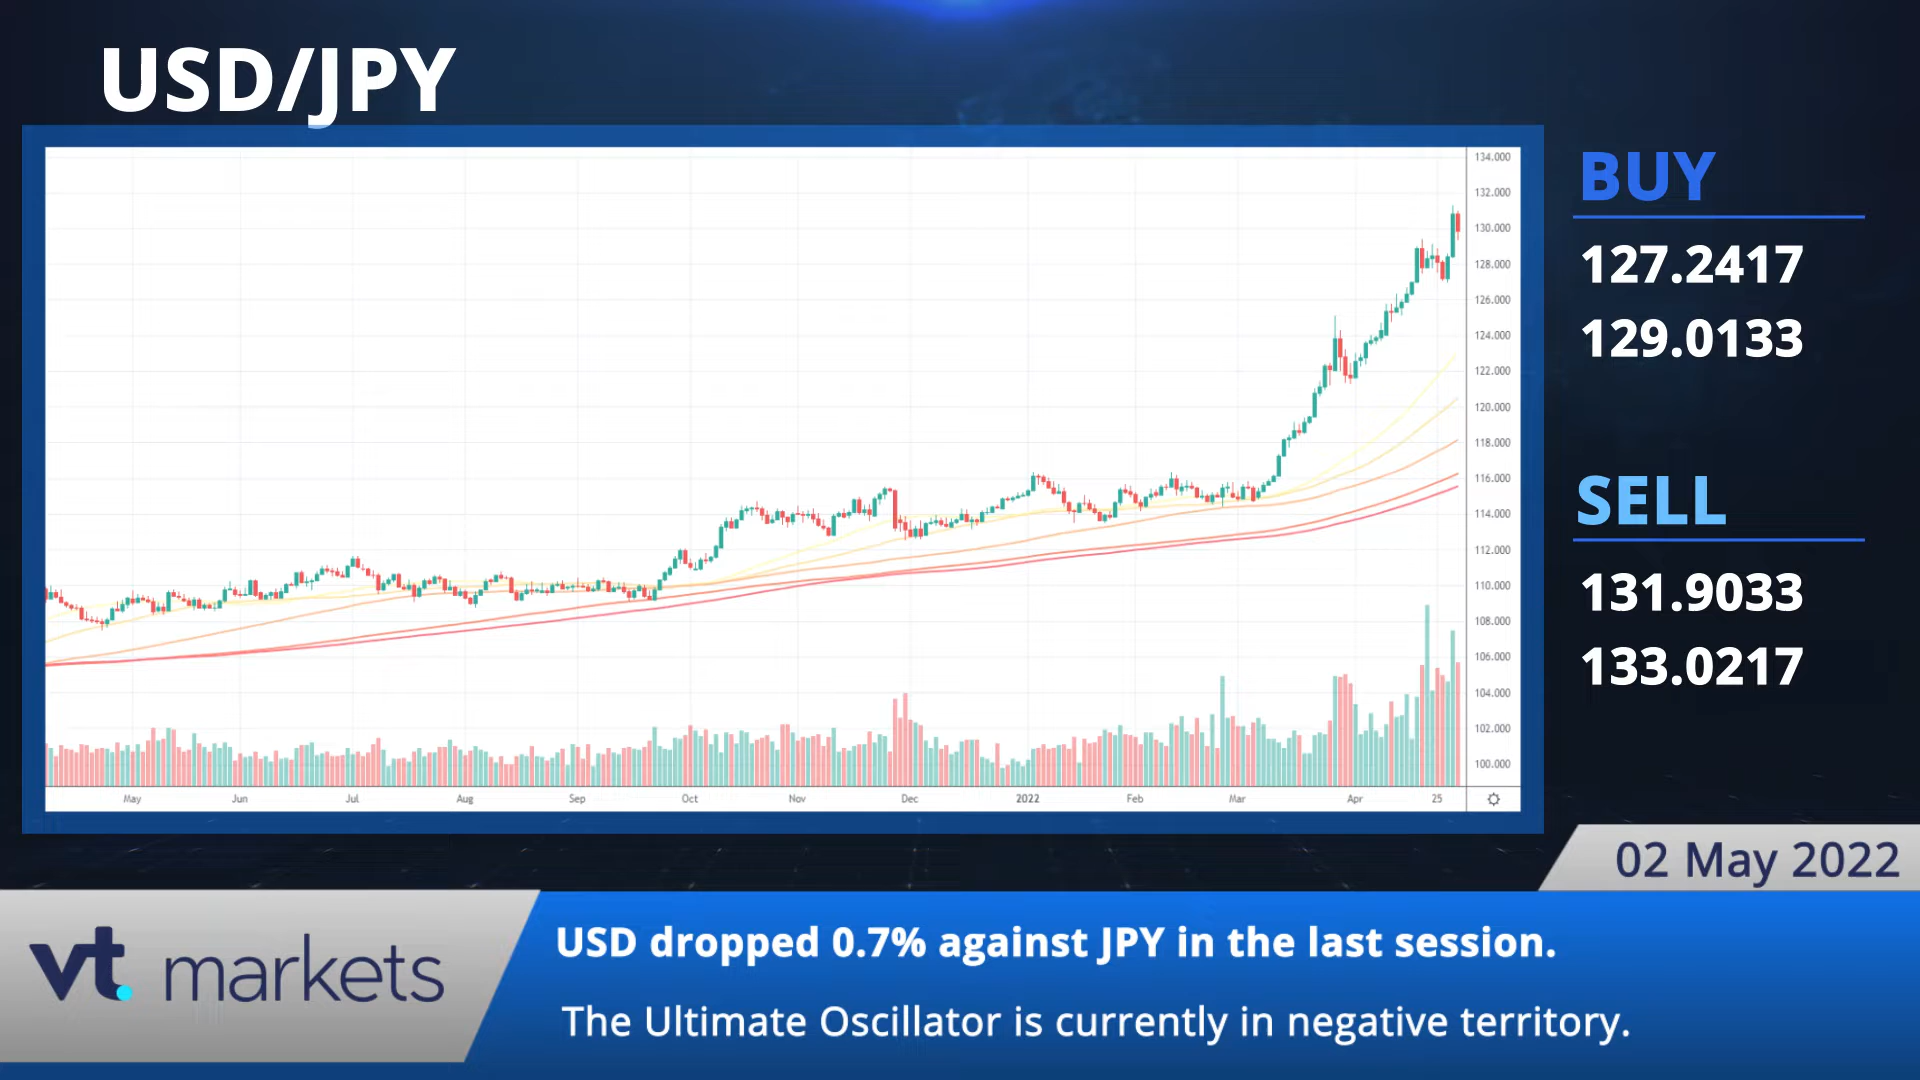 USD/JPY
134.000
132.000
130.000
128.000
126.000
124.000
122.000
120.000
118.000
116.000
114.000
112.000
110.000
108.000
106.000
104.000
102.000
100.000
May Jun Jul Aug Sep Oct Nov Dec 2022 Feb Mar Apr 25
BUY
127.2417
129.0133
SELL
131.9033
133.0217
02 May 2022
vt. markets
USD dropped 0.7% against JPY in the last session.
The Ultimate Oscillator is currently in negative territory.